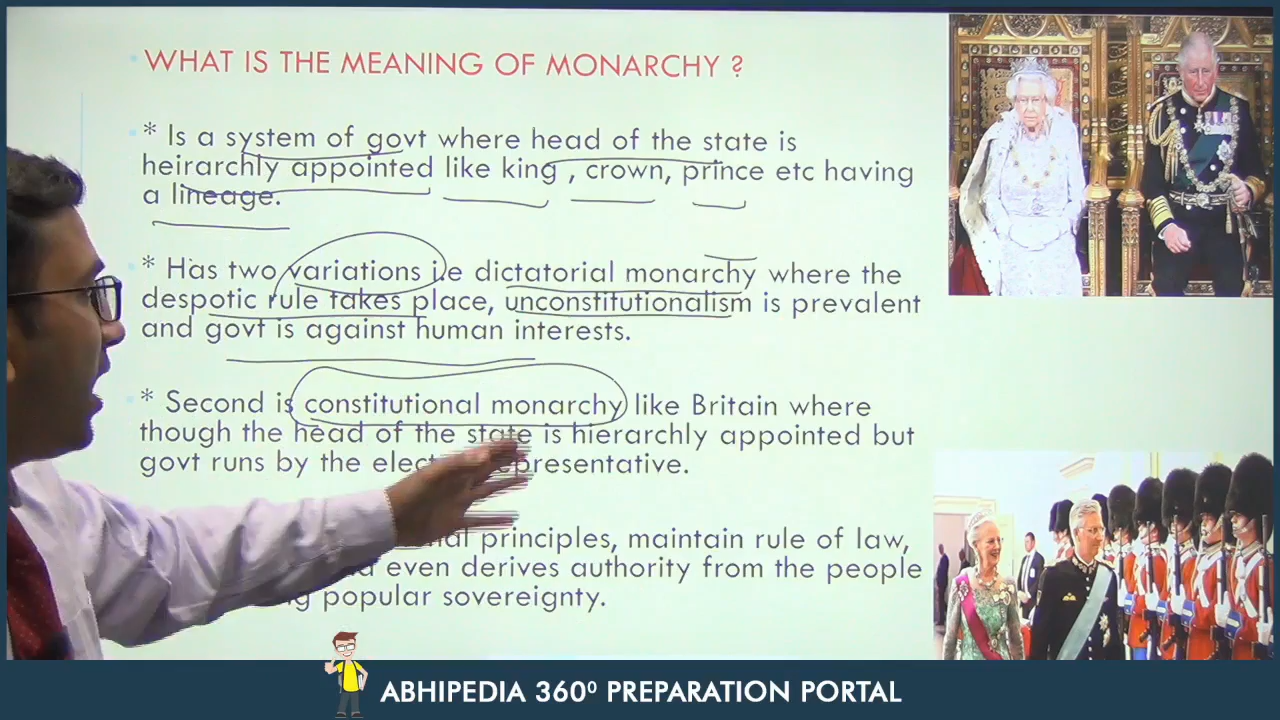 WHAT IS THE MEANING OF MONARCHY ?
* Is a system of govt where head of the state is
heirarchly appointed like king , crown, prince etc having
a lineage.
* Has two variations i.e dictatorial monarchy where the
despotic rule takes place, unconstitutionalism is prevalent
and govt is against human interests.
* Second is constitutional monarchy like Britain where
though the head of the state is hierarchly appointed but
govt runs by the representative.
principles, maintain rule of law,
even derives authority from the people
popular sovereignty.
ABHIPEDIA 360⁰ PREPARATION PORTAL